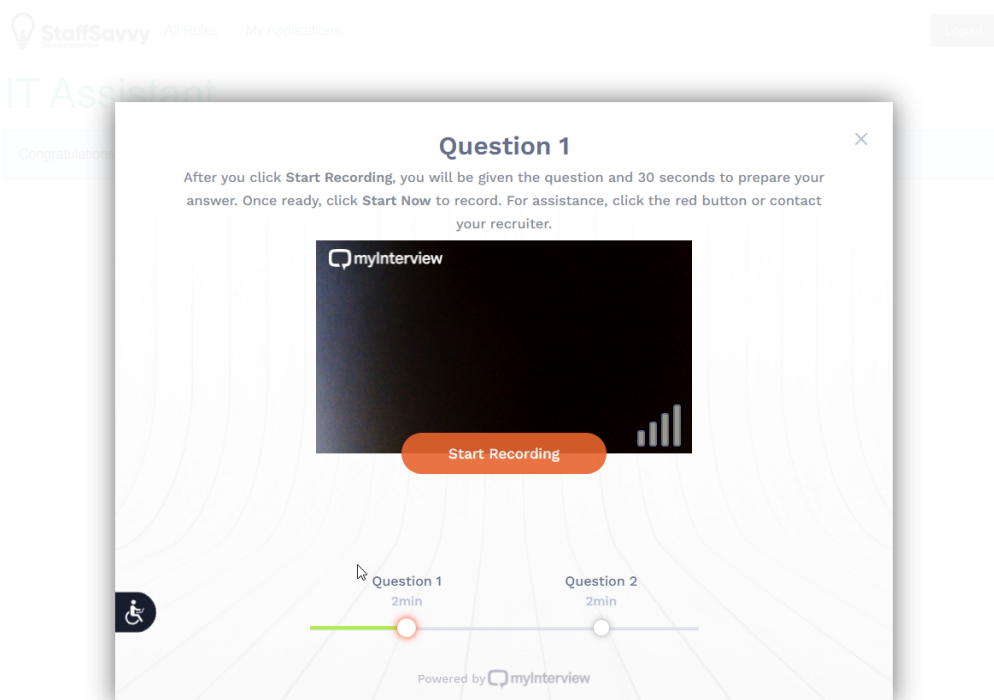 StaffSavvy All Roles My Applications Logout
IT Assistant
Congratulations
Question 1
After you click Start Recording, you will be given the question and 30 seconds to prepare your
answer. Once ready, click Start Now to record. For assistance, click the red button or contact
your recruiter.
myInterview
Start Recording
Question 1 Question 2
2min 2min
Powered by myInterview